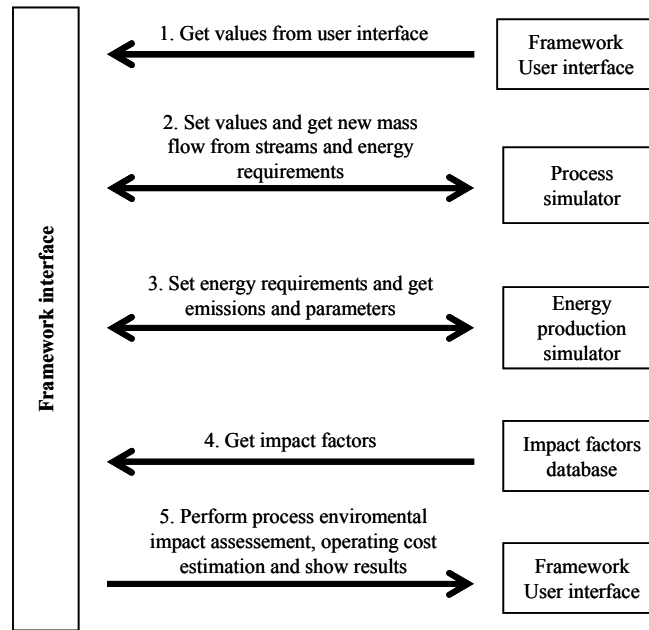 1. Get values from user interface
Framework
User interface
2. Set values and get new mass
flow from streams and energy
requirements
Process
simulator
Framework interface
3. Set energy requirements and get
emissions and parameters
Energy
production
simulator
4. Get impact factors
Impact factors
database
5. Perform process enviromental
impact assessement, operating cost
estimation and show results
Framework
User interface